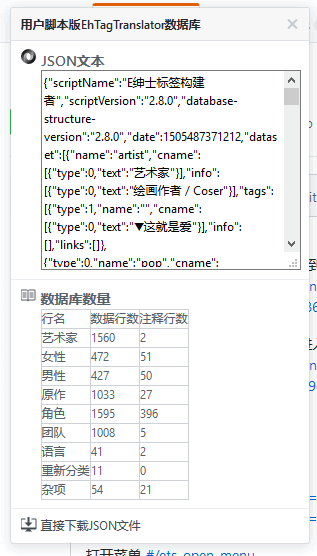 用户脚本版EhTagTranslator数据库
JSON文本
{"scriptName":"E绅士标签构建
者","scriptVersion":"2.8.0","database-
structure-
version":"2.8.0","date":1505487371212,"datas
et":[{"name":"artist","cname":
[{"type":0,"text":"艺术家"}],"info":
[{"type":0,"text":"绘画作者 / Coser"}],"tags":
[{"type":1,"name":"","cname":
[{"type":0,"text":"▼这就是爱"}],"info":
[],"links":[]},
{"type":0,"name":"pop","cname":
数据库数量
行名 数据行数 注释行数
艺术家 1560 2
女性 472 51
男性 427 50
原作 1033 27
角色 1595 396
团队 1008 5
语言 41 2
重新分类 11 0
杂项 54 21
直接下载JSON文件
打开菜单 #/ets_open_menu